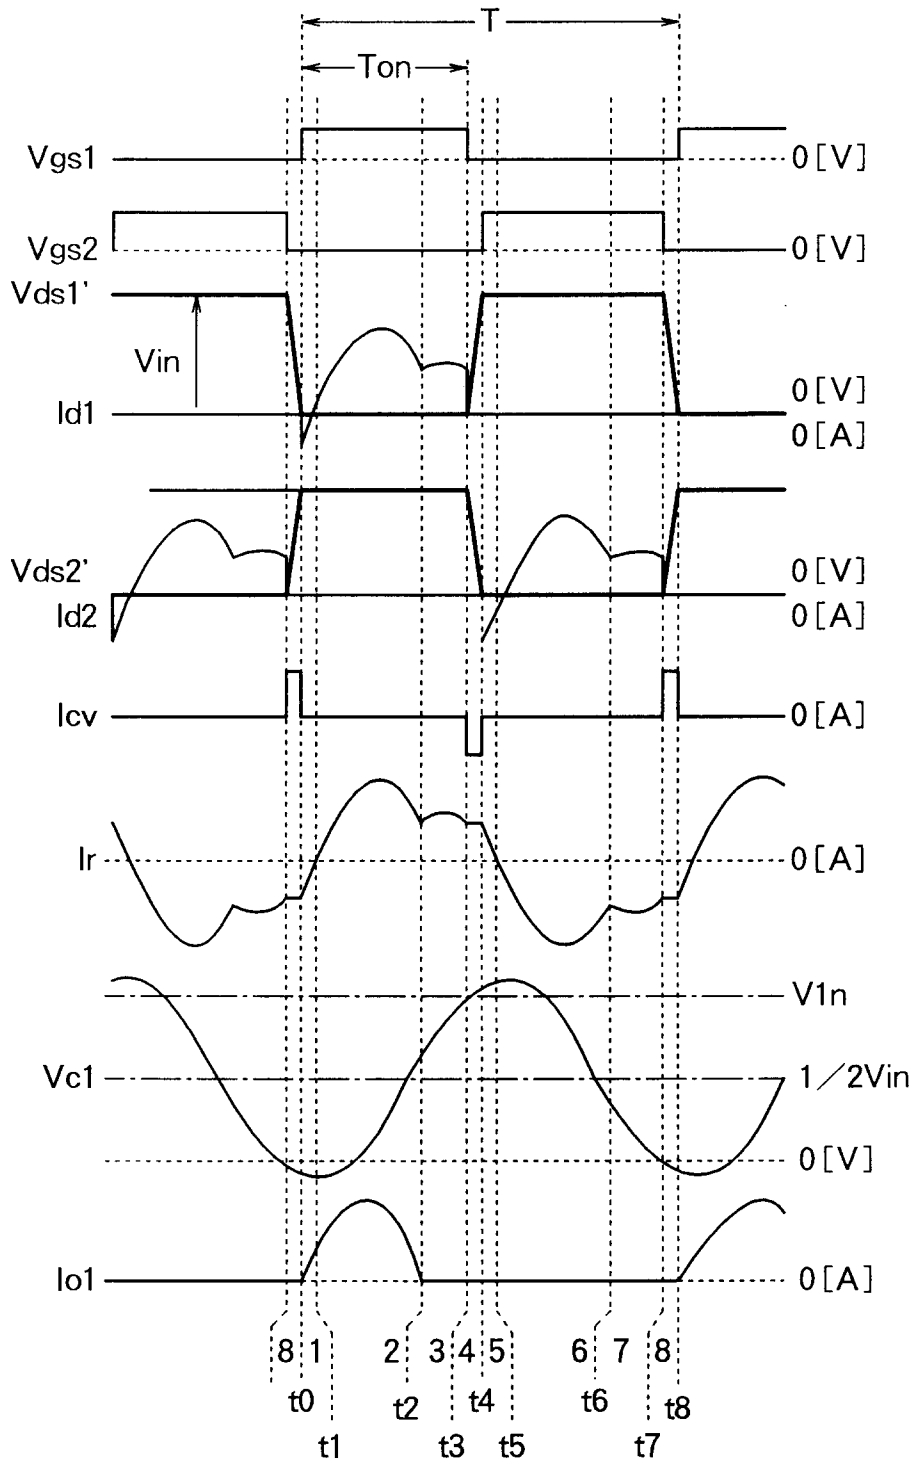 T
Ton
Vgs1 0[V]
Vgs2 0[V]
Vds1'
Vin
0[V]
Id1
0[A]
Vds2' 0[V]
Id2 0[A]
Icv 0[A]
Ir 0[A]
V1n
Vc1 1/2Vin
0[V]
Io1 0[A]
8 1 2 3 4 5 6 7 8
t0 t2 t4 t6 t8
t1 t3 t5 t7